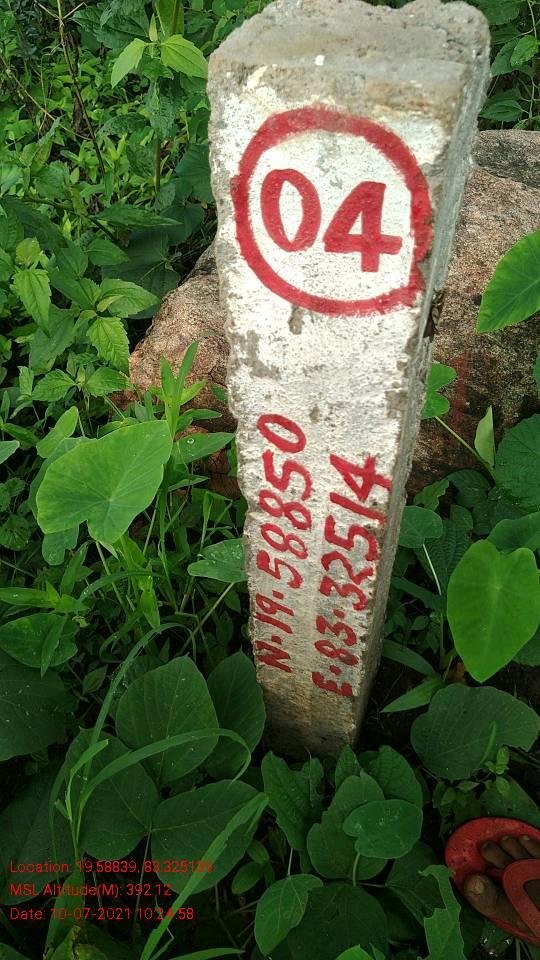 04
N.19.58850
E.83.32514
Location: 19.58839, 83.325139
MSL Altitude(M): 392.12
Date: 10-07-2021 10:24:58